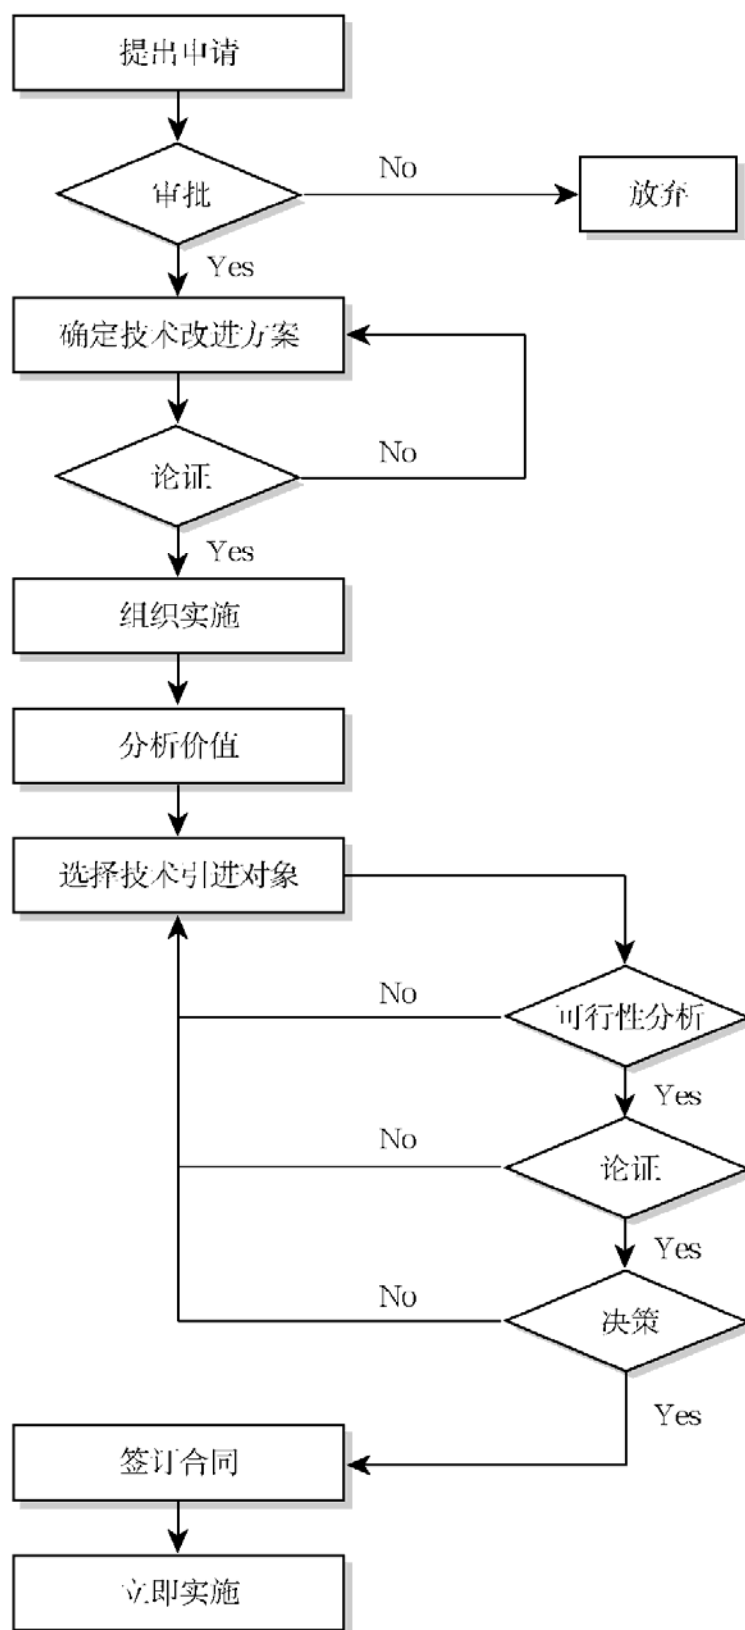 提出申请
审批
No
放弃
Yes
确定技术改进方案
论证
No
Yes
组织实施
分析价值
选择技术引进对象
No
可行性分析
Yes
No
论证
Yes
No
决策
Yes
签订合同
立即实施